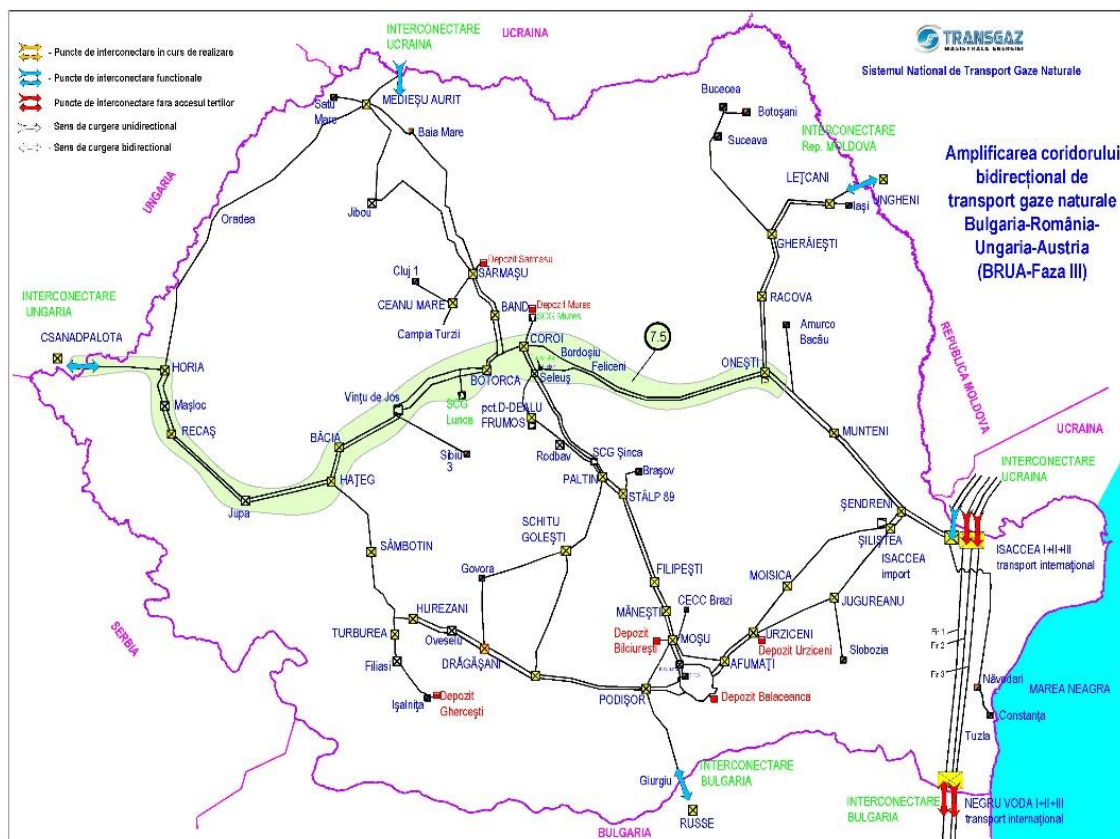 - Puncte de interconectare in curs de realizare
- Puncte de interconectare functionale
- Puncte de interconectare fara accesul tertilor
- Sens de curgere unidirectional
- Sens de curgere bidirectional
INTERCONECTARE
UCRAINA
UCRAINA
TRANSGAZ
MAGISTRALA ENERGIEI
Sistemul National de Transport Gaze Naturale
Amplificarea coridorului
bidirecțional de
transport gaze naturale
Bulgaria-România-
Ungaria-Austria
(BRUA-Faza III)
MEDIEȘU AURIT
Satu
Mare
Baia Mare
Bucecea
Botoșani
Suceava
INTERCONECTARE
Rep. MOLDOVA
LEȚCANI
UNGHENI
Iași
UNGARIA
Oradea
Jibou
GHERĂIEȘTI
Depozit Sarmasu
SĂRMAȘU
Cluj 1
CEANU MARE
Campia Turzii
BAND
Depozit Mures
SCG Mures
RACOVA
Amurco
Bacău
INTERCONECTARE
UNGARIA
CSANADPALOTA
HORIA
Mașloc
RECAȘ
COROI
Bordoșiu
Feliceni
7.5
ONEȘTI
REPUBLICA MOLDOVA
BOTORCA
Seleuș
Vințu de Jos
SCG
Lunca
pct.D-DEALU
FRUMOS
BĂCIA
Sibiu
3
Rodbav
SCG Șinca
MUNTENI
UCRAINA
INTERCONECTARE
UCRAINA
HAȚEG
Jupa
PALTIN
Brașov
STÂLP 89
ȘENDRENI
SCHITU
GOLEȘTI
ȘILIȘTEA
ISACCEA
import
ISACCEA I+II+III
transport internațional
SÂMBOTIN
Govora
FILIPEȘTI
MOISICA
JUGUREANU
SERBIA
HUREZANI
TURBUREA
Oveselu
MĂNEȘTI
CECC Brazi
MOȘU
Depozit
Bilciurești
URZICENI
Depozit Urziceni
Slobozia
Fir 1
Fir 2
Fir 3
DRĂGĂȘANI
Filiasi
AFUMAȚI
Ișalnița
Depozit
Ghercești
PODIȘOR
Depozit Balaceanca
Năvodari
MAREA NEAGRA
Constanța
Tuzla
Giurgiu
INTERCONECTARE
BULGARIA
RUSSE
BULGARIA
INTERCONECTARE
BULGARIA
NEGRU VODA I+II+III
transport internațional